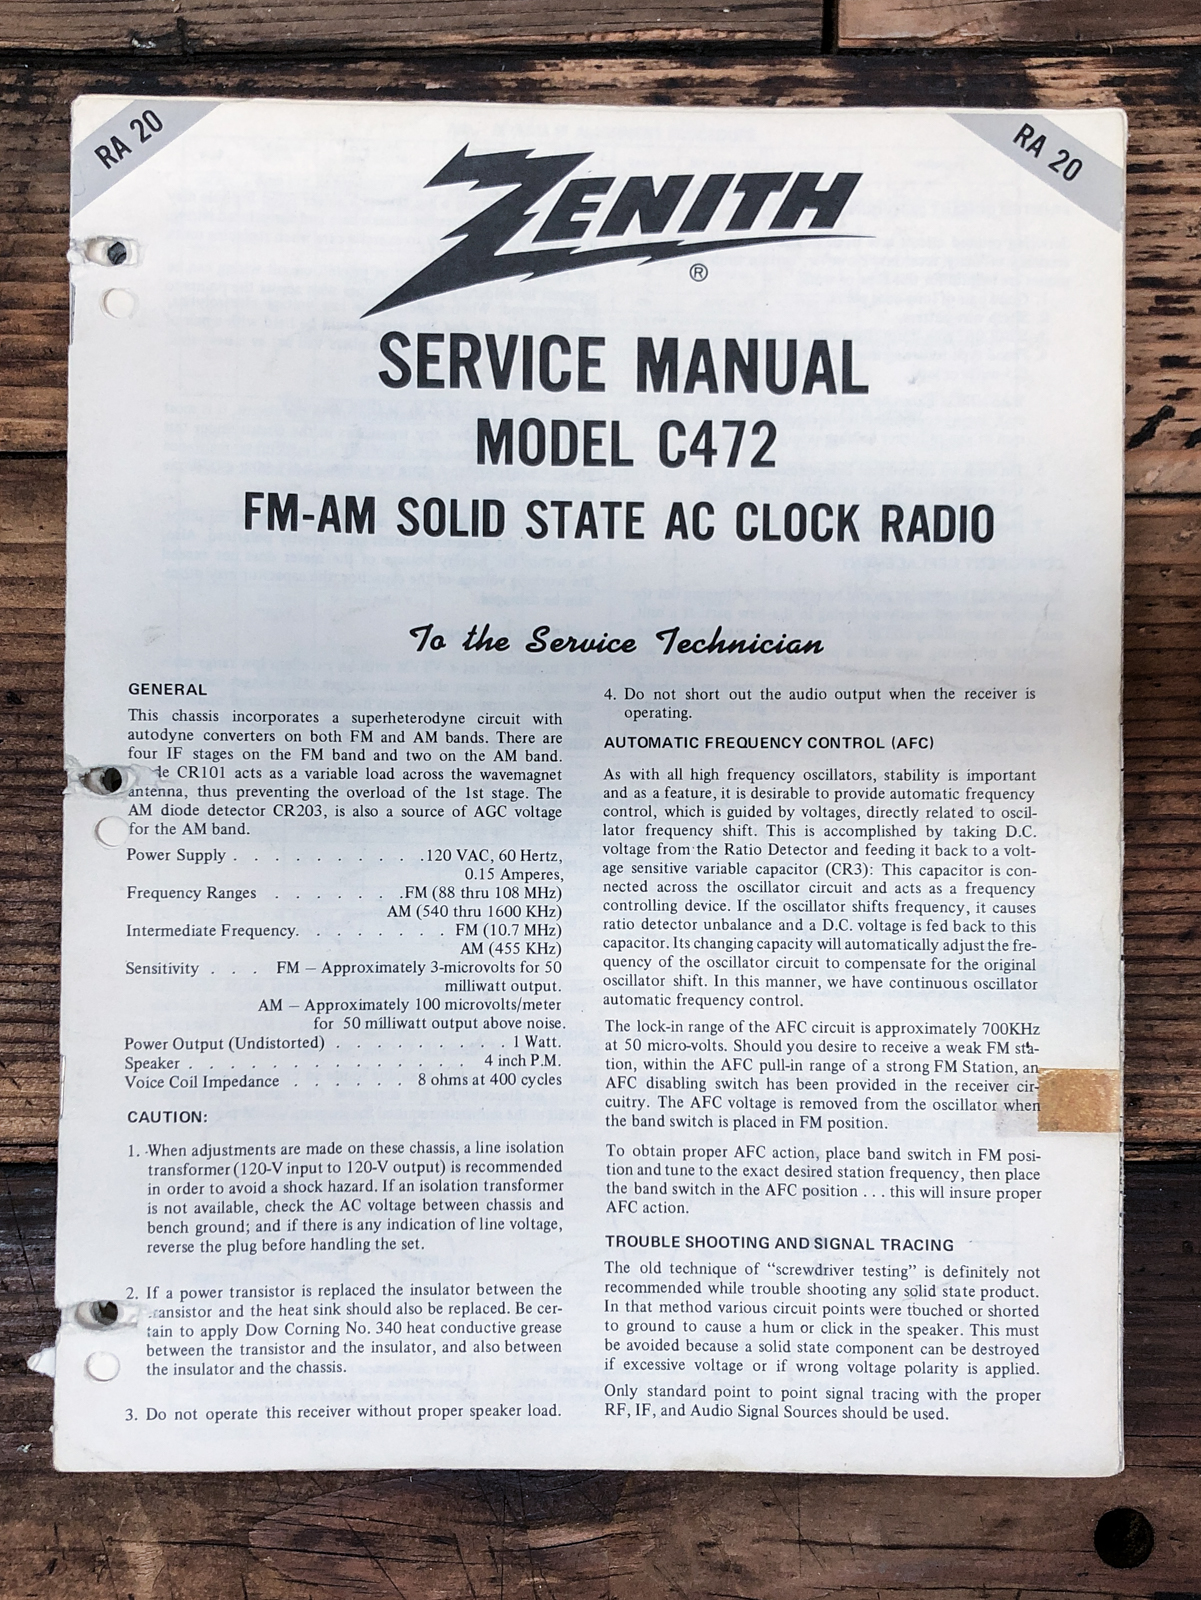 RA 20
RA 20
ZENITH
®
SERVICE MANUAL
MODEL C472
FM-AM SOLID STATE AC CLOCK RADIO
To the Service Technician
GENERAL
This chassis incorporates a superheterodyne circuit with
autodyne converters on both FM and AM bands. There are
four IF stages on the FM band and two on the AM band.
CR101 acts as a variable load across the wavemagnet
antenna, thus preventing the overload of the 1st stage. The
AM diode detector CR203, is also a source of AGC voltage
for the AM band.
Power Supply . . . . . . . . . . .120 VAC, 60 Hertz,
0.15 Amperes,
Frequency Ranges . . . . . . .FM (88 thru 108 MHz)
AM (540 thru 1600 KHz)
Intermediate Frequency. . . . . . . . FM (10.7 MHz)
AM (455 KHz)
Sensitivity . . . FM – Approximately 3-microvolts for 50
milliwatt output.
AM – Approximately 100 microvolts/meter
for 50 milliwatt output above noise.
Power Output (Undistorted) . . . . . . . . . 1 Watt.
Speaker . . . . . . . . . . . . . . . 4 inch P.M.
Voice Coil Impedance . . . . . . 8 ohms at 400 cycles
CAUTION:
1. When adjustments are made on these chassis, a line isolation
transformer (120-V input to 120-V output) is recommended
in order to avoid a shock hazard. If an isolation transformer
is not available, check the AC voltage between chassis and
bench ground; and if there is any indication of line voltage,
reverse the plug before handling the set.
2. If a power transistor is replaced the insulator between the
transistor and the heat sink should also be replaced. Be cer-
tain to apply Dow Corning No. 340 heat conductive grease
between the transistor and the insulator, and also between
the insulator and the chassis.
3. Do not operate this receiver without proper speaker load.
4. Do not short out the audio output when the receiver is
operating.
AUTOMATIC FREQUENCY CONTROL (AFC)
As with all high frequency oscillators, stability is important
and as a feature, it is desirable to provide automatic frequency
control, which is guided by voltages, directly related to oscil-
lator frequency shift. This is accomplished by taking D.C.
voltage from the Ratio Detector and feeding it back to a volt-
age sensitive variable capacitor (CR3): This capacitor is con-
nected across the oscillator circuit and acts as a frequency
controlling device. If the oscillator shifts frequency, it causes
ratio detector unbalance and a D.C. voltage is fed back to this
capacitor. Its changing capacity will automatically adjust the fre-
quency of the oscillator circuit to compensate for the original
oscillator shift. In this manner, we have continuous oscillator
automatic frequency control.
The lock-in range of the AFC circuit is approximately 700KHz
at 50 micro-volts. Should you desire to receive a weak FM sta-
tion, within the AFC pull-in range of a strong FM Station, an
AFC disabling switch has been provided in the receiver cir-
cuitry. The AFC voltage is removed from the oscillator when
the band switch is placed in FM position.
To obtain proper AFC action, place band switch in FM posi-
tion and tune to the exact desired station frequency, then place
the band switch in the AFC position . . . this will insure proper
AFC action.
TROUBLE SHOOTING AND SIGNAL TRACING
The old technique of "screwdriver testing" is definitely not
recommended while trouble shooting any solid state product.
In that method various circuit points were touched or shorted
to ground to cause a hum or click in the speaker. This must
be avoided because a solid state component can be destroyed
if excessive voltage or if wrong voltage polarity is applied.
Only standard point to point signal tracing with the proper
RF, IF, and Audio Signal Sources should be used.